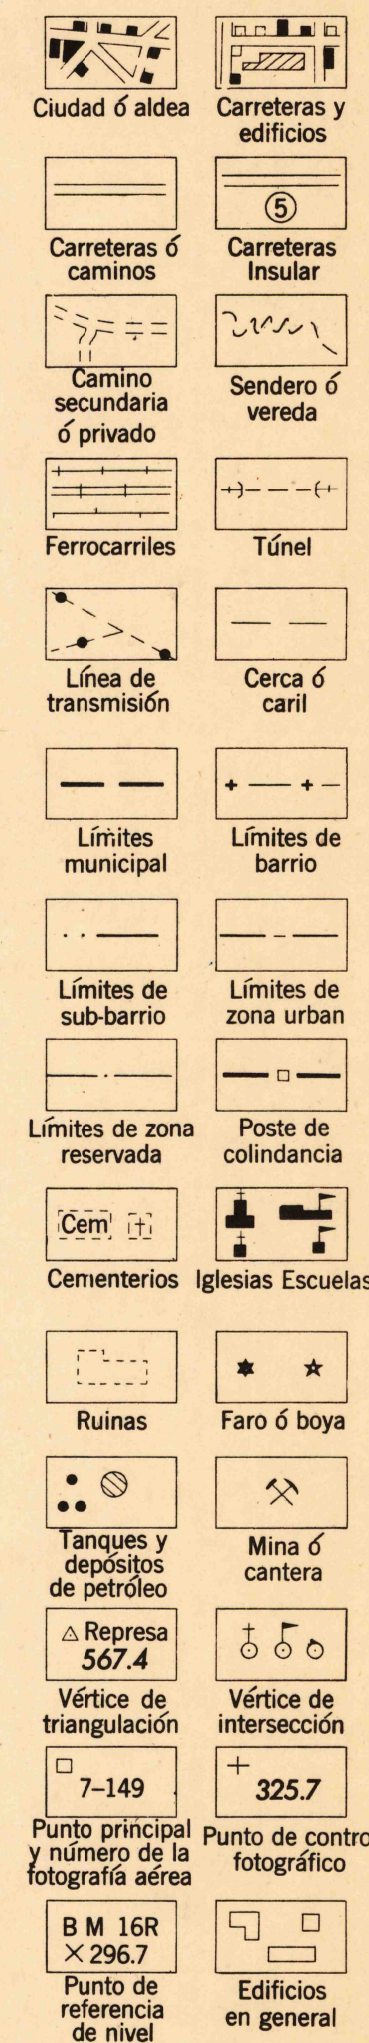 Ciudad ó aldea
Carreteras y
edificios
Carreteras ó
caminos
5
Carreteras
Insular
Camino
secundaria
ó privado
Sendero ó
vereda
Ferrocarriles
Túnel
Línea de
transmisión
Cerca ó
caril
Límites
municipal
Límites de
barrio
Límites de
sub-barrio
Límites de
zona urban
Límites de zona
reservada
Poste de
colindancia
Cem
Cementerios
Iglesias Escuelas
Ruinas
Faro ó boya
Tanques y
depósitos
de petróleo
Mina ó
cantera
Represa
567.4
Vértice de
triangulación
Vértice de
intersección
7-149
Punto principal
y número de la
fotografía aérea
325.7
Punto de contro
fotográfico
B M 16R
296.7
Punto de
referencia
de nivel
Edificios
en general